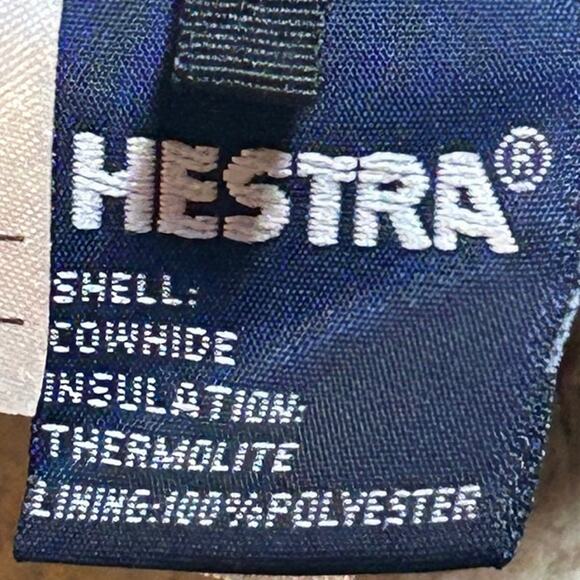 HESTRA®
SHELL:
COWHIDE
INSULATION:
THERMOLITE
LINING:100%POLYESTER